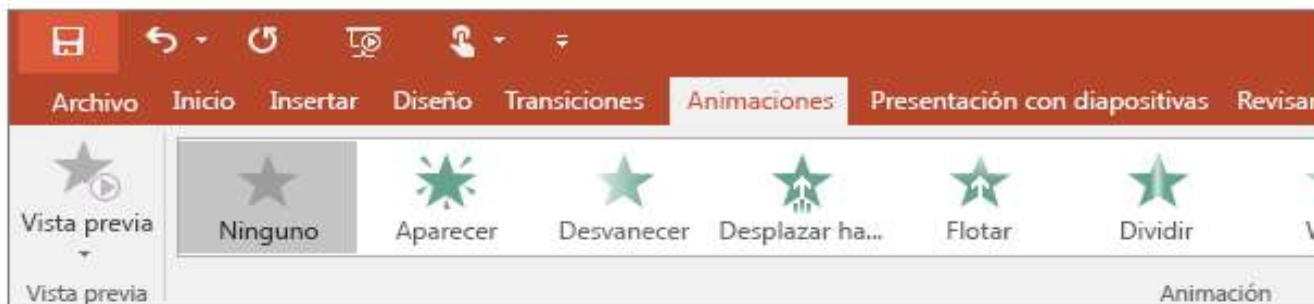 Archivo Inicio Insertar Diseño Transiciones Animaciones Presentación con diapositivas Revisar
Vista previa Ninguno Aparecer Desvanecer Desplazar ha... Flotar Dividir
Vista previa Animación